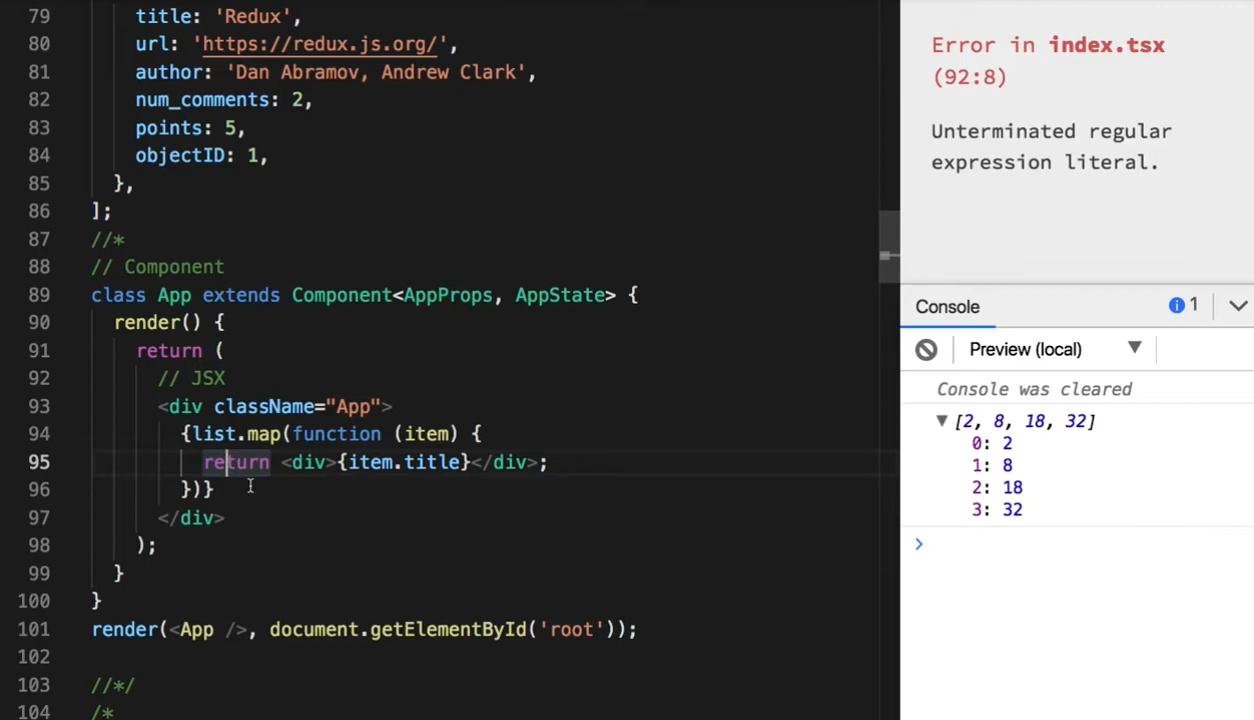 79 title: 'Redux',
80 url: 'https://redux.js.org/',
81 author: 'Dan Abramov, Andrew Clark',
82 num_comments: 2,
83 points: 5,
84 objectID: 1,
85 },
86 ];
87 //*
88 // Component
89 class App extends Component<AppProps, AppState> {
90 render() {
91 return (
92 // JSX
93 <div className="App">
94 {list.map(function (item) {
95 return <div>{item.title}</div>;
96 })}
97 </div>
98 );
99 }
100 }
101 render(<App />, document.getElementById('root'));
102
103 //*/
104 /*
Error in index.tsx
(92:8)
Unterminated regular
expression literal.
Console
1
Preview (local)
Console was cleared
[2, 8, 18, 32]
0: 2
1: 8
2: 18
3: 32